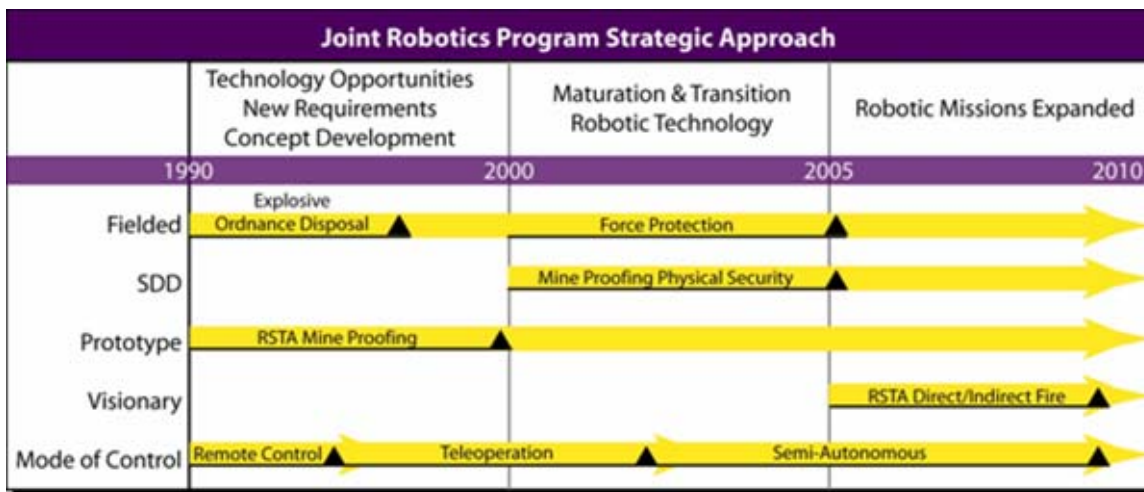 Joint Robotics Program Strategic Approach
Technology Opportunities
New Requirements
Concept Development
Maturation & Transition
Robotic Technology
Robotic Missions Expanded
1990 2000 2005 2010
Fielded
Explosive
Ordnance Disposal
Force Protection
SDD
Mine Proofing Physical Security
Prototype
RSTA Mine Proofing
Visionary
RSTA Direct/Indirect Fire
Mode of Control
Remote Control
Teleoperation
Semi-Autonomous